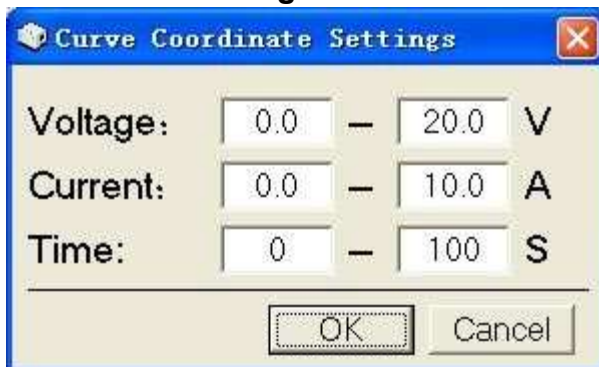 Curve Coordinate Settings
Voltage: 0.0 — 20.0 V
Current: 0.0 — 10.0 A
Time: 0 — 100 S
OK Cancel